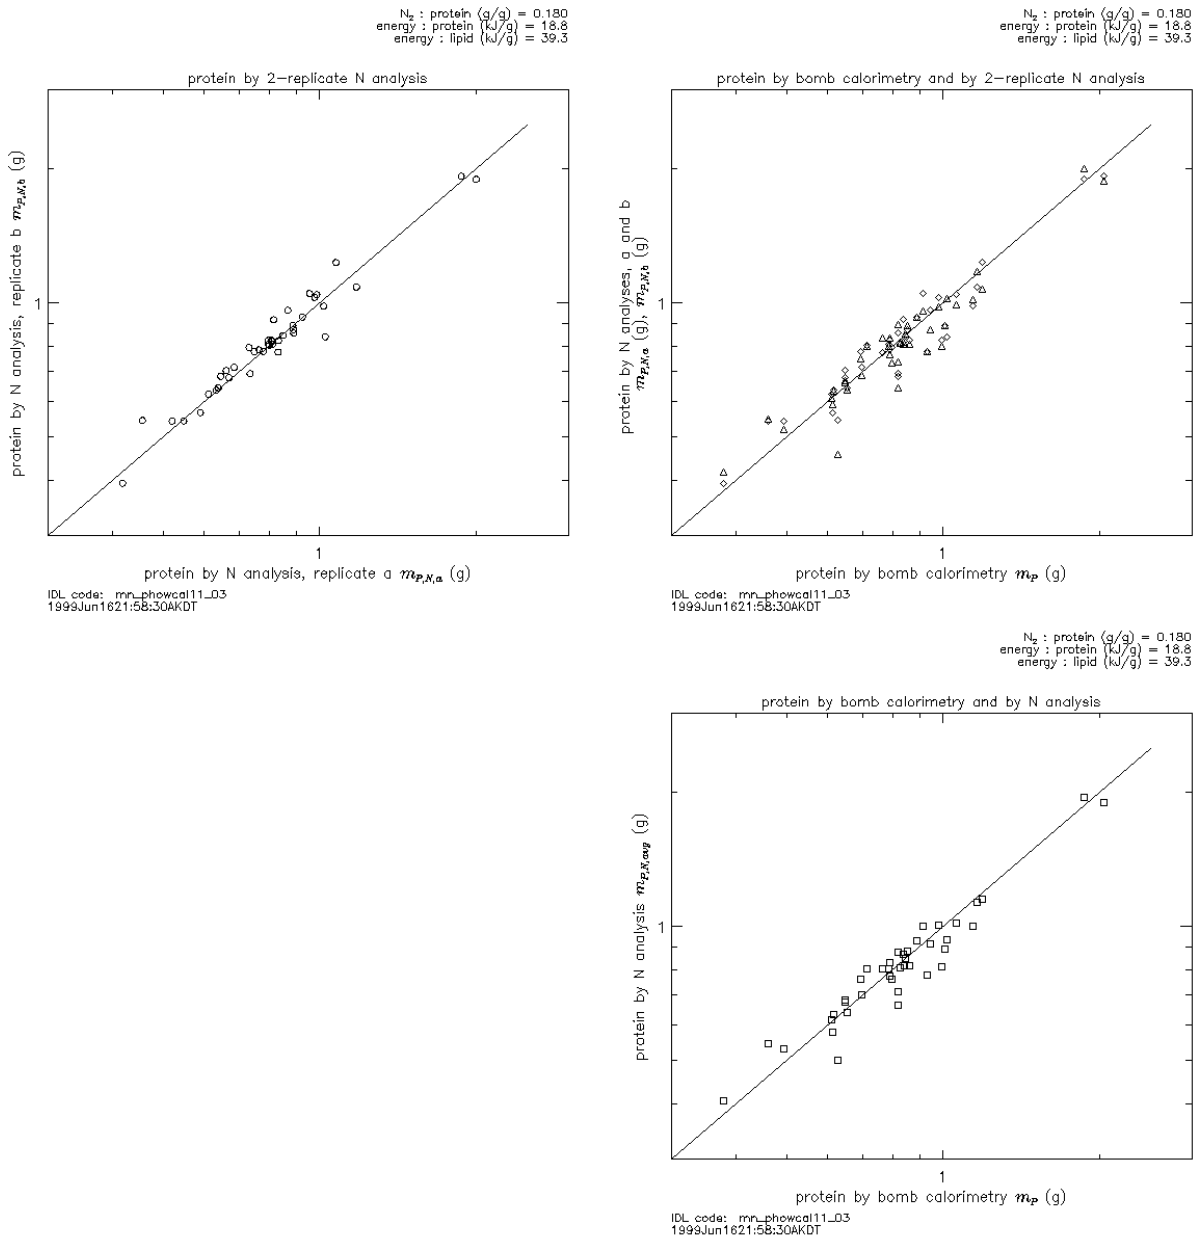 N₂ : protein (g/g) = 0.180
energy : protein (kJ/g) = 18.8
energy : lipid (kJ/g) = 39.3
protein by 2-replicate N analysis
protein by N analysis, replicate b m_P,N,b (g)
1
1
protein by N analysis, replicate a m_P,N,a (g)
IDL code: mn_phowcal11_03
1999Jun1621:58:30AKDT
N₂ : protein (g/g) = 0.180
energy : protein (kJ/g) = 18.8
energy : lipid (kJ/g) = 39.3
protein by bomb calorimetry and by 2-replicate N analysis
protein by N analyses, a and b
m_P,N,a (g), m_P,N,b (g)
1
1
protein by bomb calorimetry m_P (g)
IDL code: mn_phowcal11_03
1999Jun1621:58:30AKDT
N₂ : protein (g/g) = 0.180
energy : protein (kJ/g) = 18.8
energy : lipid (kJ/g) = 39.3
protein by bomb calorimetry and by N analysis
protein by N analysis m_P,N,avg (g)
1
1
protein by bomb calorimetry m_P (g)
IDL code: mn_phowcal11_03
1999Jun1621:58:30AKDT